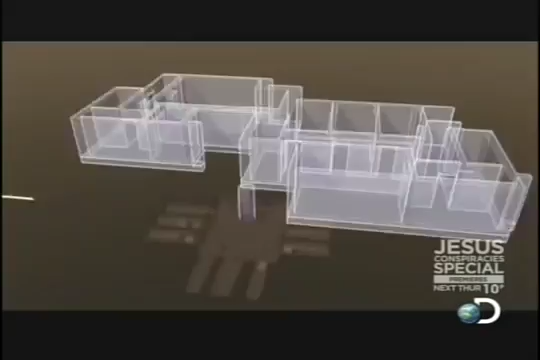 JESUS
CONSPIRACIES
SPECIAL
PREMIERES
NEXT THUR 10P
D